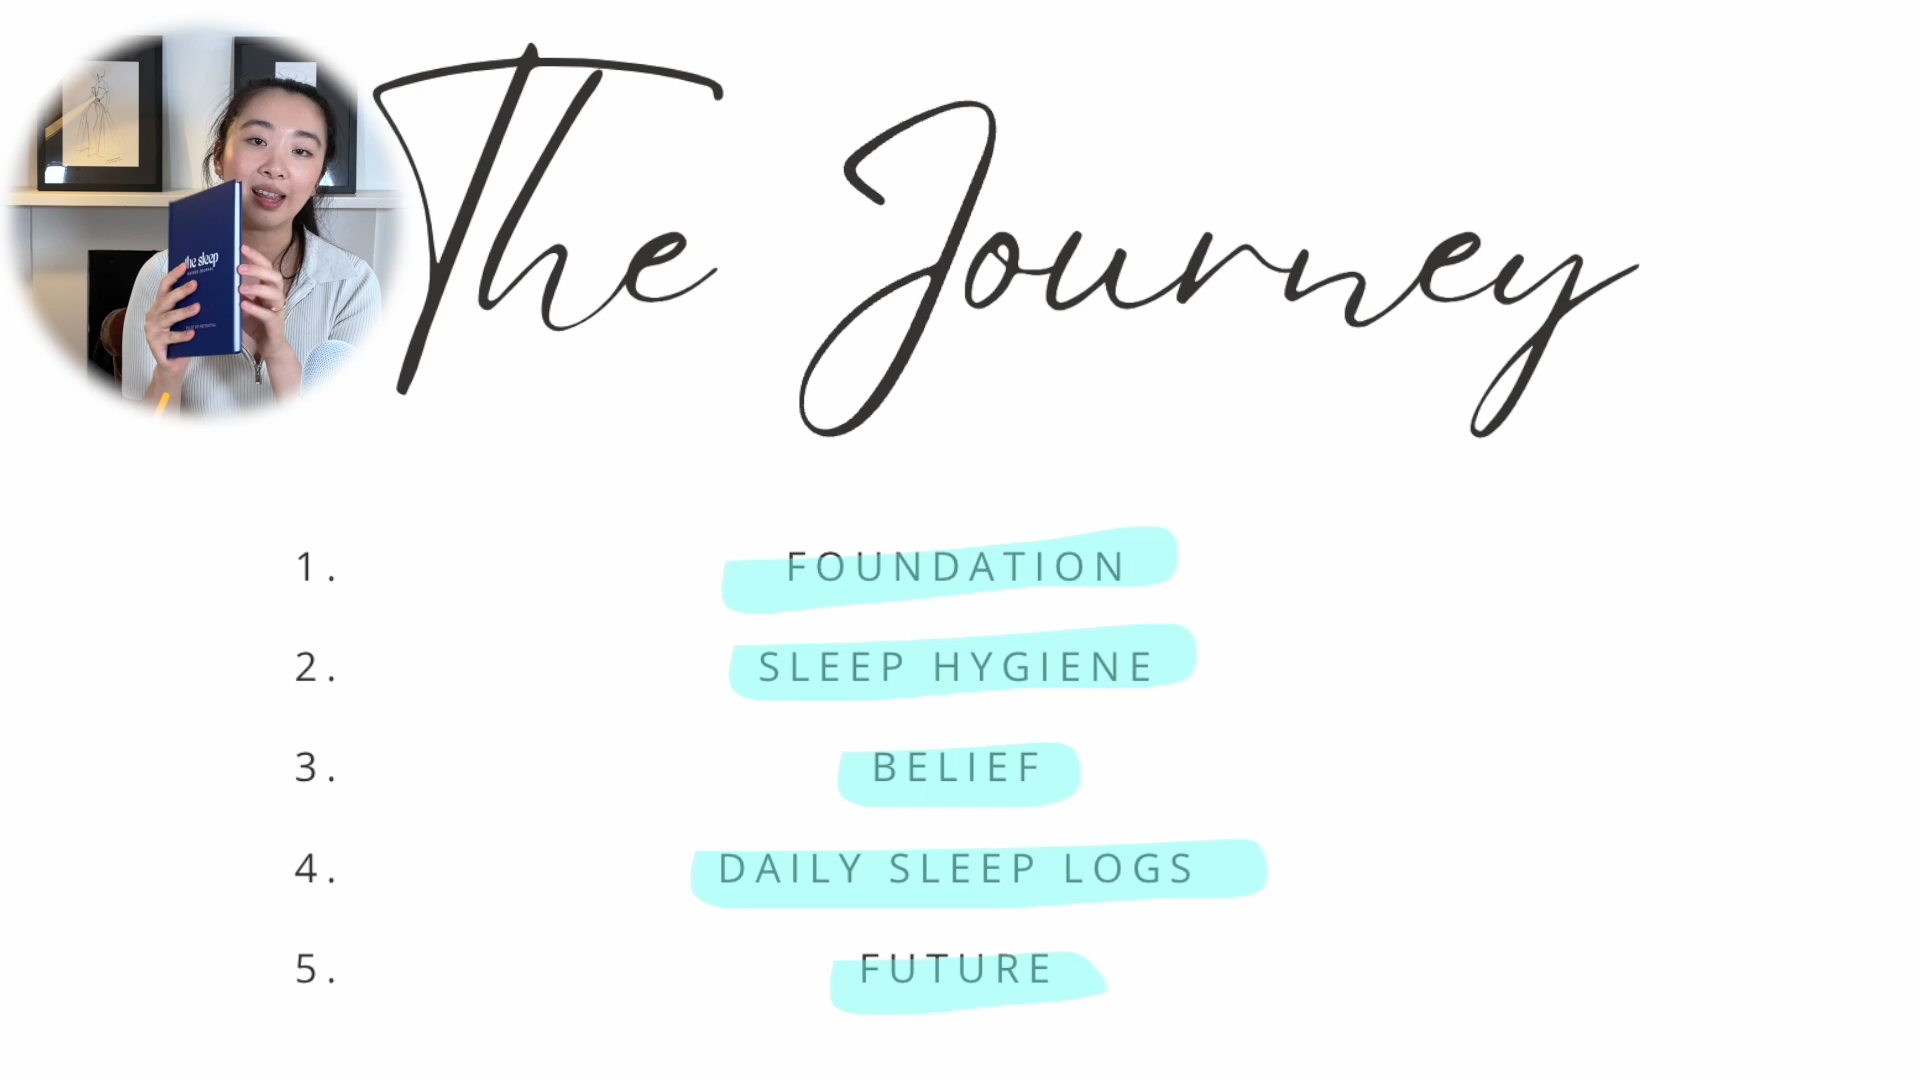 The Journey
the sleep
1. FOUNDATION
2. SLEEP HYGIENE
3. BELIEF
4. DAILY SLEEP LOGS
5. FUTURE